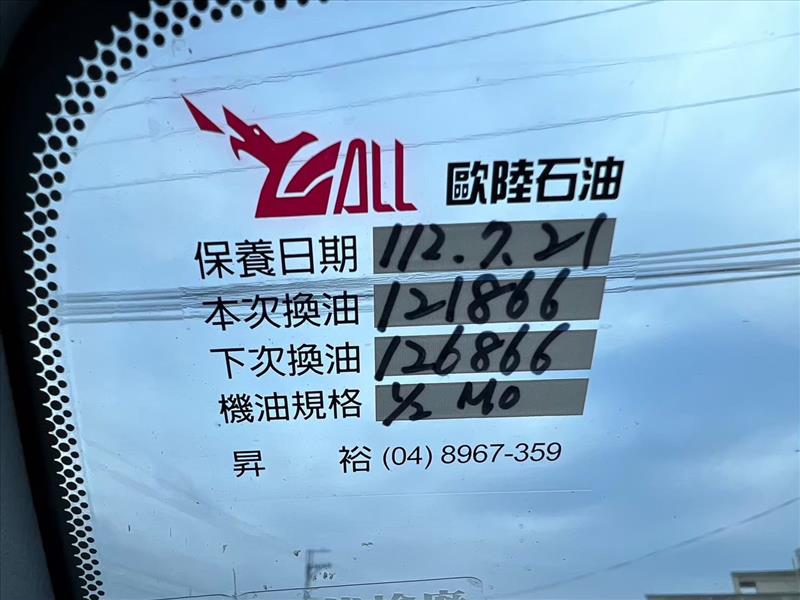 GALL 歐陸石油
保養日期 112.7.21
本次換油 121866
下次換油 126866
機油規格 1/2 MO
昇 裕 (04) 8967-359